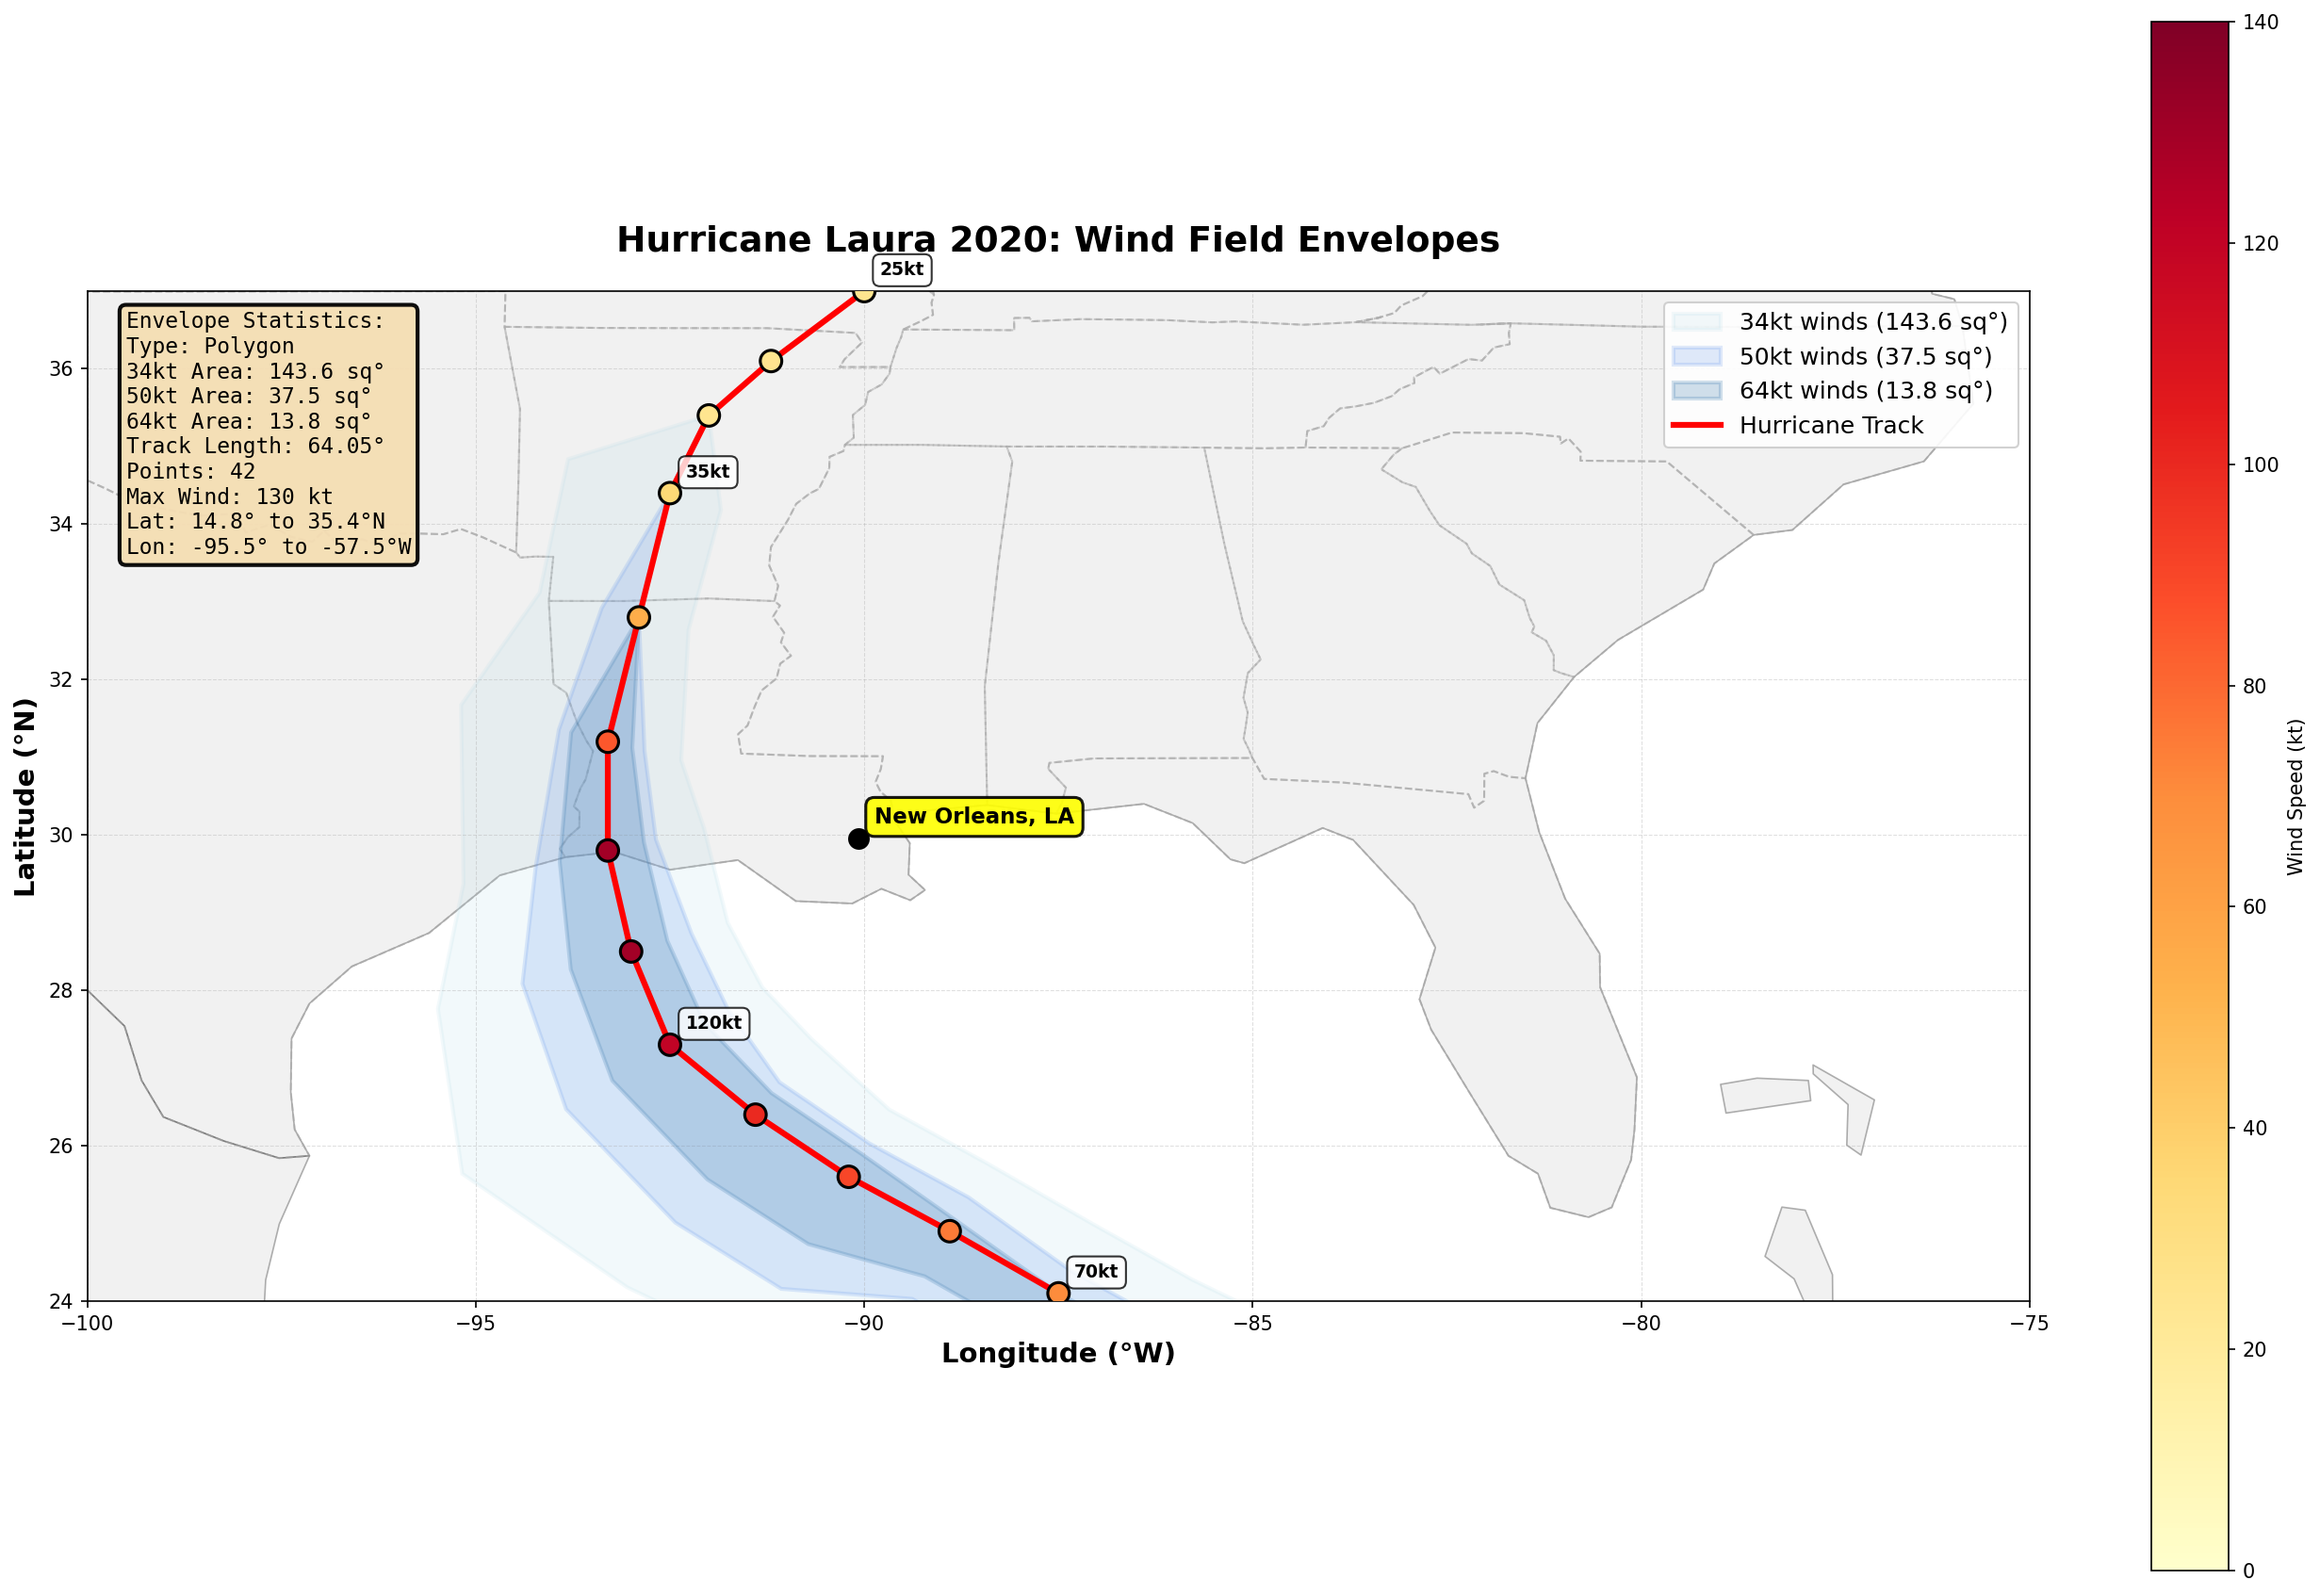 Hurricane Laura 2020: Wind Field Envelopes
25kt
Envelope Statistics:
Type: Polygon
34kt Area: 143.6 sq°
50kt Area: 37.5 sq°
64kt Area: 13.8 sq°
Track Length: 64.05°
Points: 42
Max Wind: 130 kt
Lat: 14.8° to 35.4°N
Lon: -95.5° to -57.5°W
34kt winds (143.6 sq°)
50kt winds (37.5 sq°)
64kt winds (13.8 sq°)
Hurricane Track
35kt
New Orleans, LA
120kt
70kt
36
34
32
30
28
26
24
Latitude (°N)
−100
−95
−90
−85
−80
−75
Longitude (°W)
140
120
100
80
60
40
20
0
Wind Speed (kt)